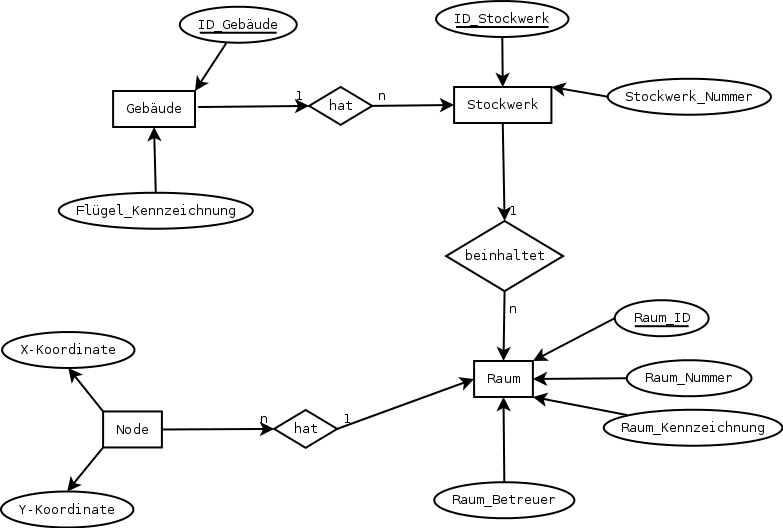 ID_Gebäude
ID_Stockwerk
Gebäude
1
hat
n
Stockwerk
Stockwerk_Nummer
Flügel_Kennzeichnung
1
beinhaltet
n
Raum_ID
X-Koordinate
Raum
Raum_Nummer
Node
n
hat
1
Raum_Kennzeichnung
Y-Koordinate
Raum_Betreuer